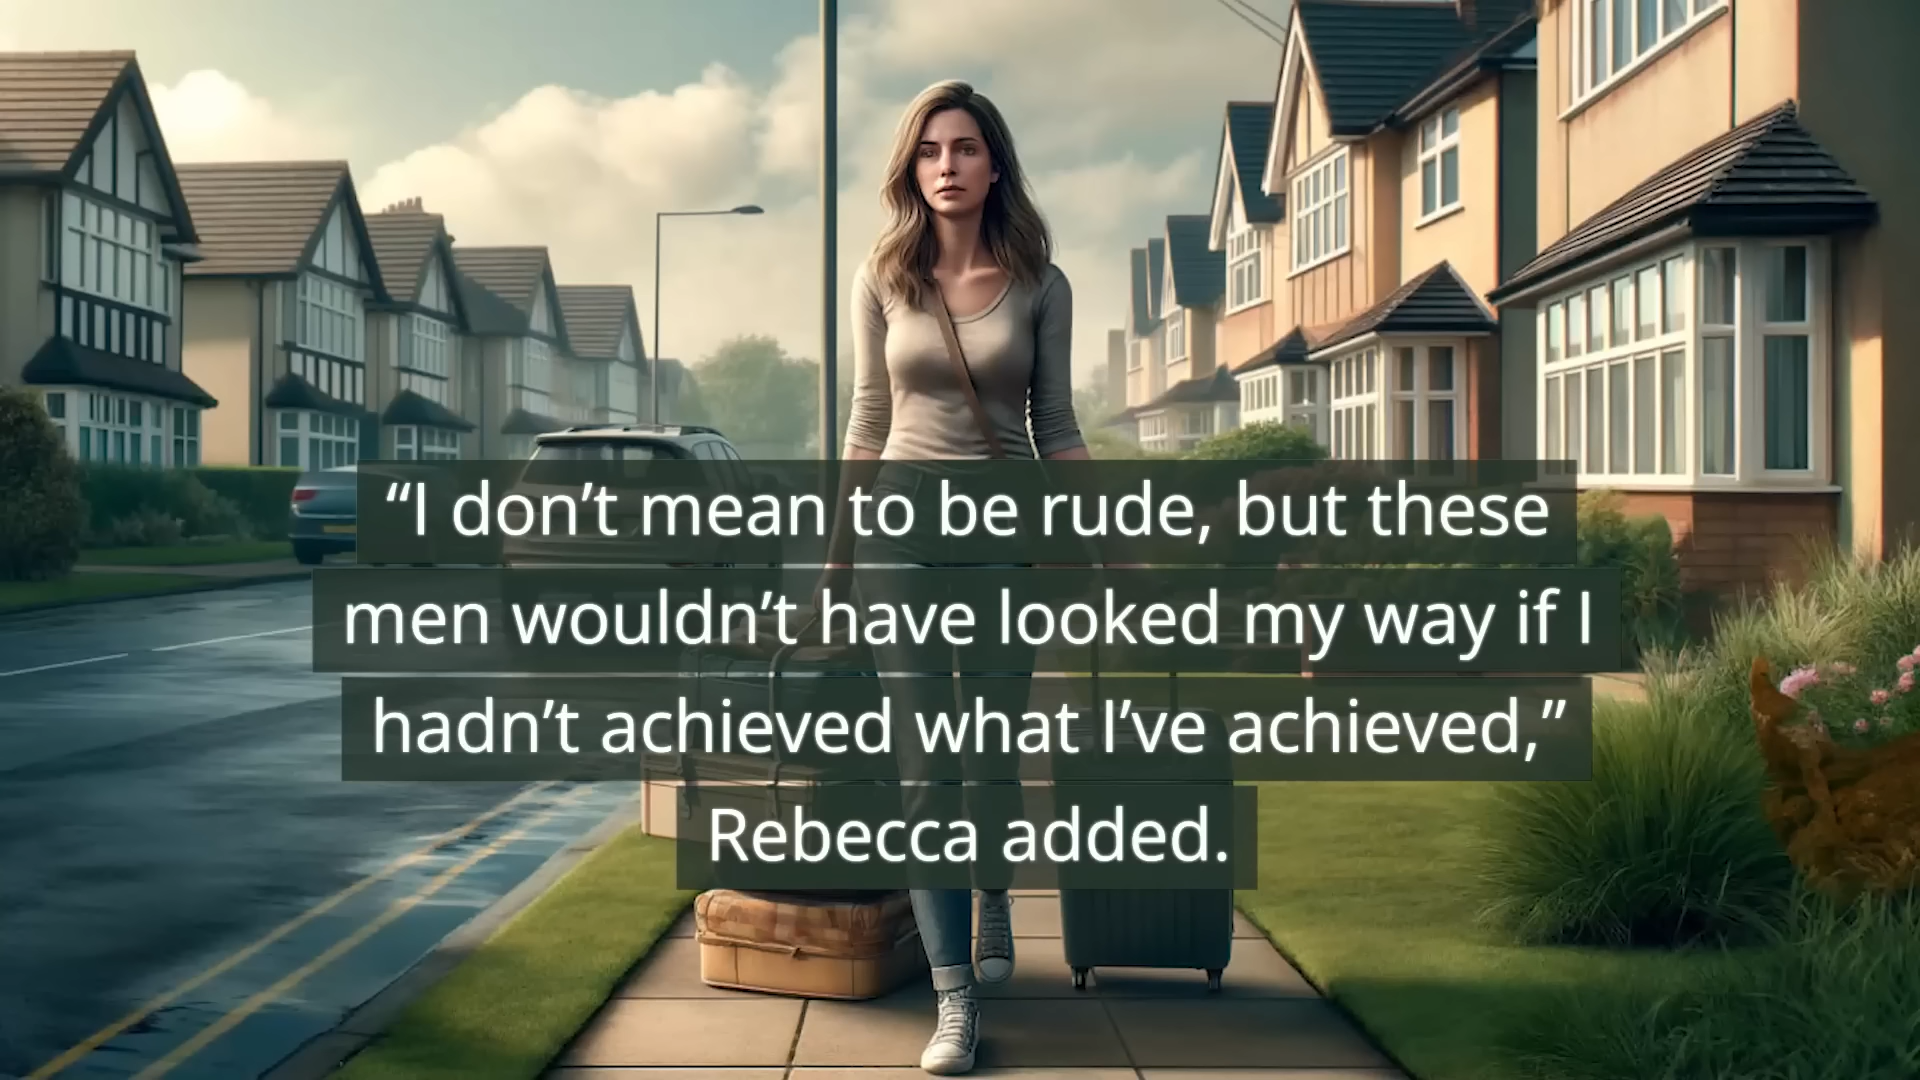 “I don’t mean to be rude, but these
men wouldn’t have looked my way if I
hadn’t achieved what I’ve achieved,”
Rebecca added.